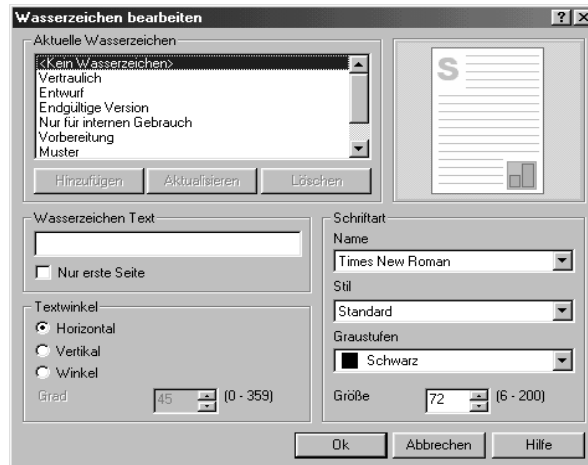 Wasserzeichen bearbeiten
Aktuelle Wasserzeichen
<Kein Wasserzeichen>
Vertraulich
Entwurf
Endgültige Version
Nur für internen Gebrauch
Vorbereitung
Muster
Hinzufügen Aktualisieren Löschen
S
Wasserzeichen Text
Nur erste Seite
Textwinkel
Horizontal
Vertikal
Winkel
Grad 45 (0 - 359)
Schriftart
Name
Times New Roman
Stil
Standard
Graustufen
Schwarz
Größe 72 (6 - 200)
Ok Abbrechen Hilfe